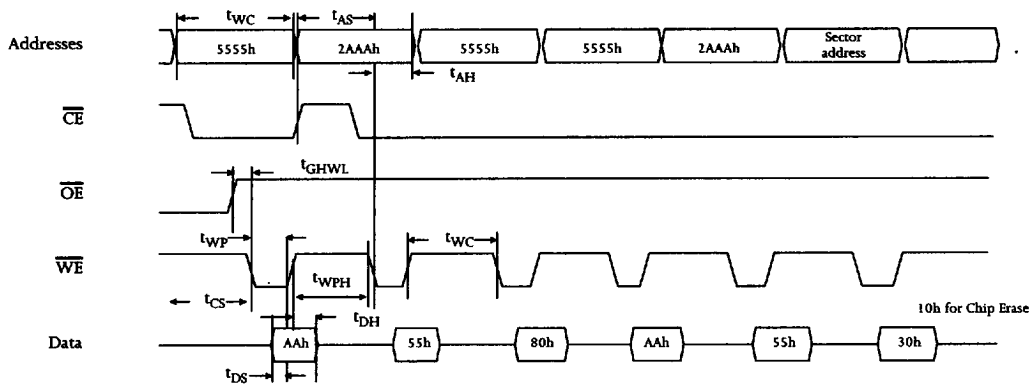 tWC tAS
Addresses 5555h 2AAAh 5555h 5555h 2AAAh Sector address
tAH
CE
tGHWL
OE
tWP tWC
WE
tWPH
tCS
10h for Chip Erase
tDH
Data AAh 55h 80h AAh 55h 30h
tDS